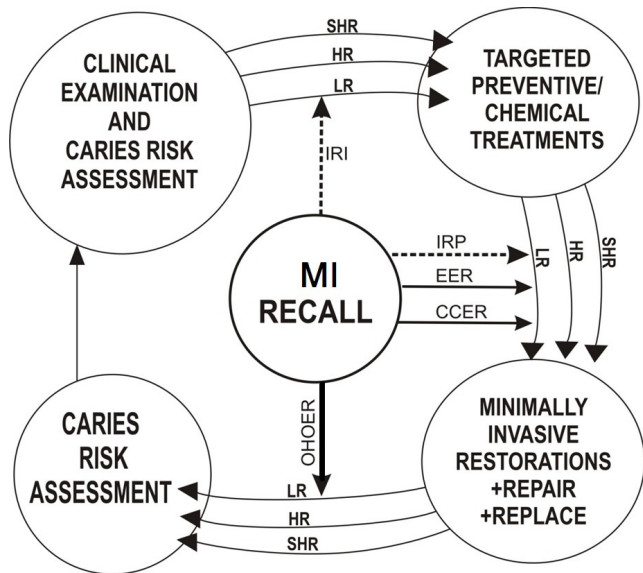 CLINICAL
EXAMINATION
AND
CARIES RISK
ASSESSMENT
SHR
HR
LR
TARGETED
PREVENTIVE/
CHEMICAL
TREATMENTS
IRI
MI
RECALL
IRP
EER
CCER
LR
HR
SHR
OHOER
CARIES
RISK
ASSESSMENT
LR
HR
SHR
MINIMALLY
INVASIVE
RESTORATIONS
+REPAIR
+REPLACE